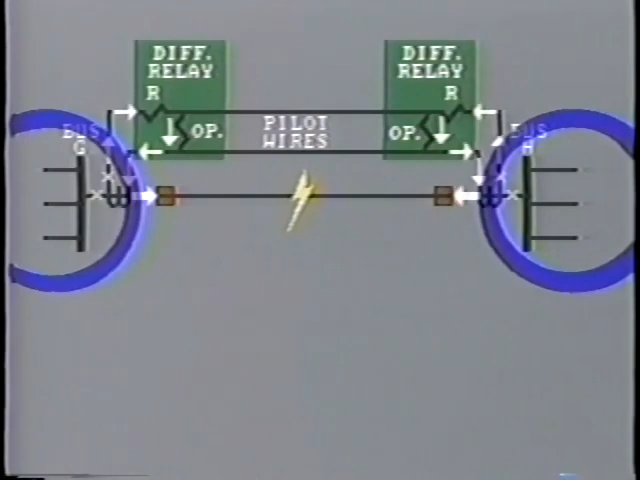 DIFF.
RELAY
R
OP.
PILOT
WIRES
DIFF.
RELAY
R
OP.
BUS
G
BUS
H